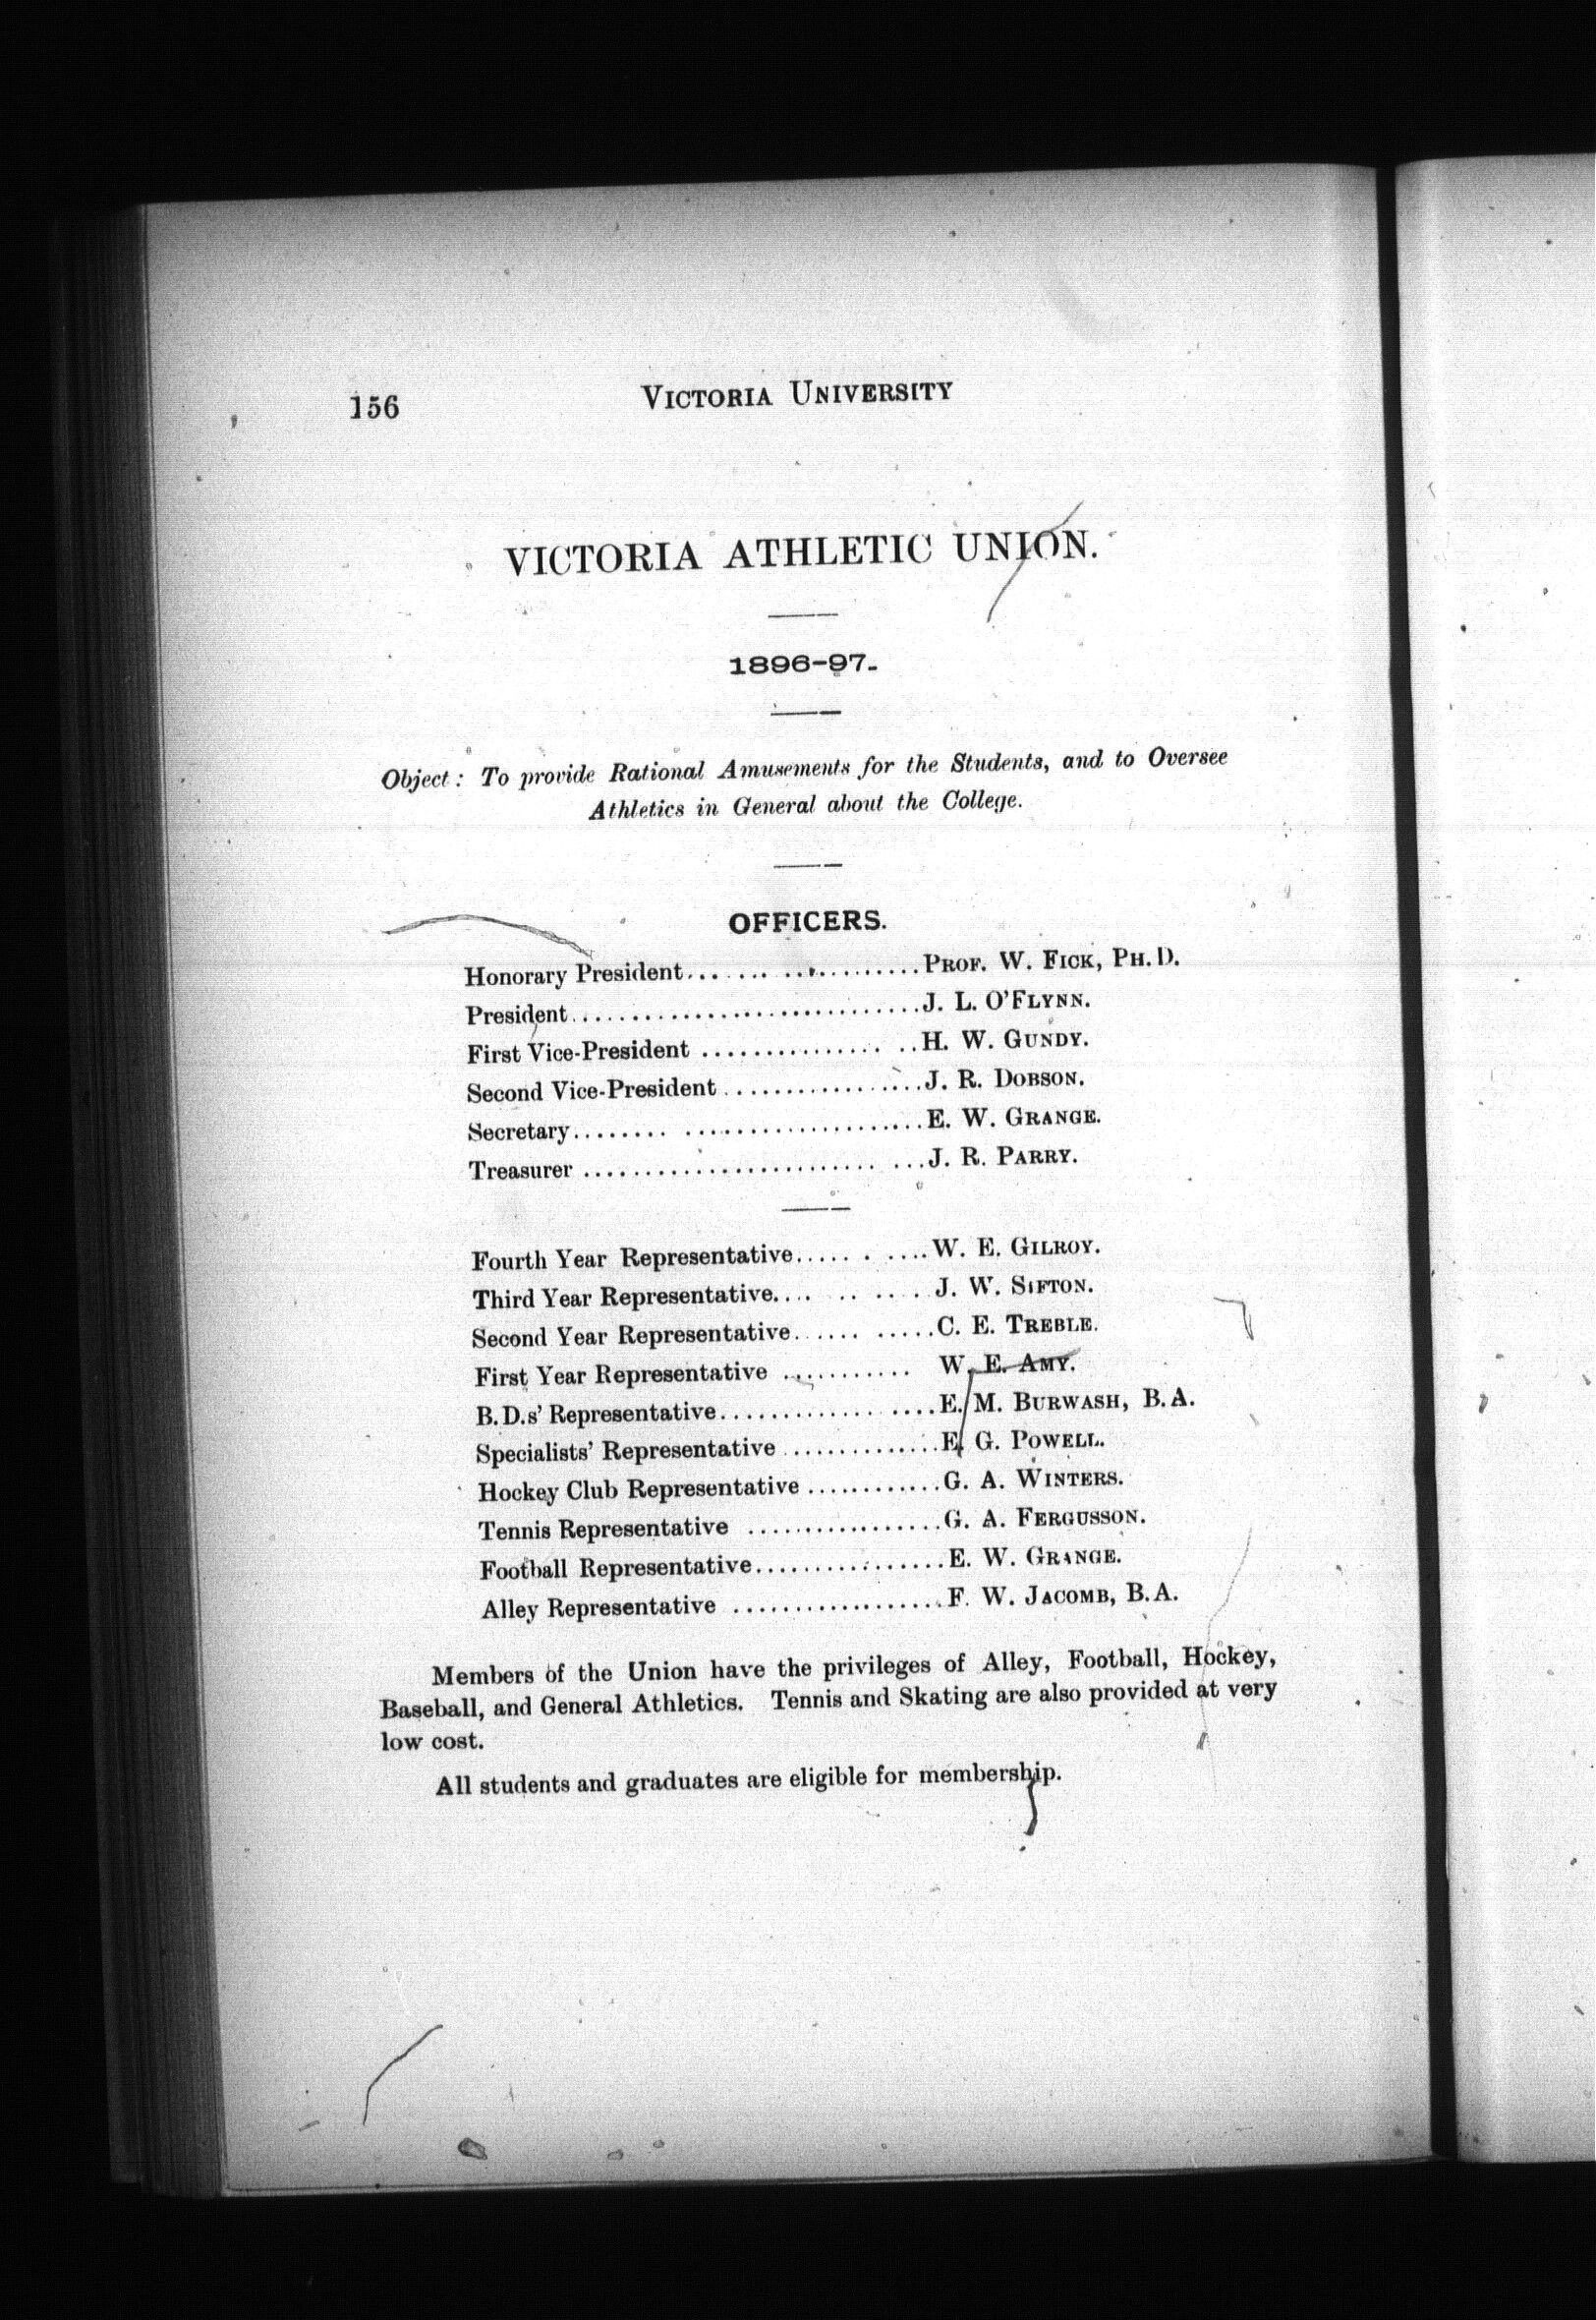 156
VICTORIA UNIVERSITY
VICTORIA ATHLETIC UNION.
1896-97.
Object: To provide Rational Amusements for the Students, and to Oversee
Athletics in General about the College.
OFFICERS.
Honorary President........................PROF. W. FICK, PH.D.
President..............................J. L. O'FLYNN.
First Vice-President ..................H. W. GUNDY.
Second Vice-President..................J. R. DOBSON.
Secretary..............................E. W. GRANGE.
Treasurer ...........................J. R. PARRY.
Fourth Year Representative............W. E. GILROY.
Third Year Representative............J. W. SIFTON.
Second Year Representative............C. E. TREBLE.
First Year Representative ........... W. E. AMY.
B.D.s' Representative..................E. M. BURWASH, B.A.
Specialists' Representative.............E. G. POWELL.
Hockey Club Representative............G. A. WINTERS.
Tennis Representative .................G. A. FERGUSSON.
Football Representative.................E. W. GRANGE.
Alley Representative ..................F. W. JACOMB, B.A.
Members of the Union have the privileges of Alley, Football, Hockey,
Baseball, and General Athletics. Tennis and Skating are also provided at very
low cost.
All students and graduates are eligible for membership.